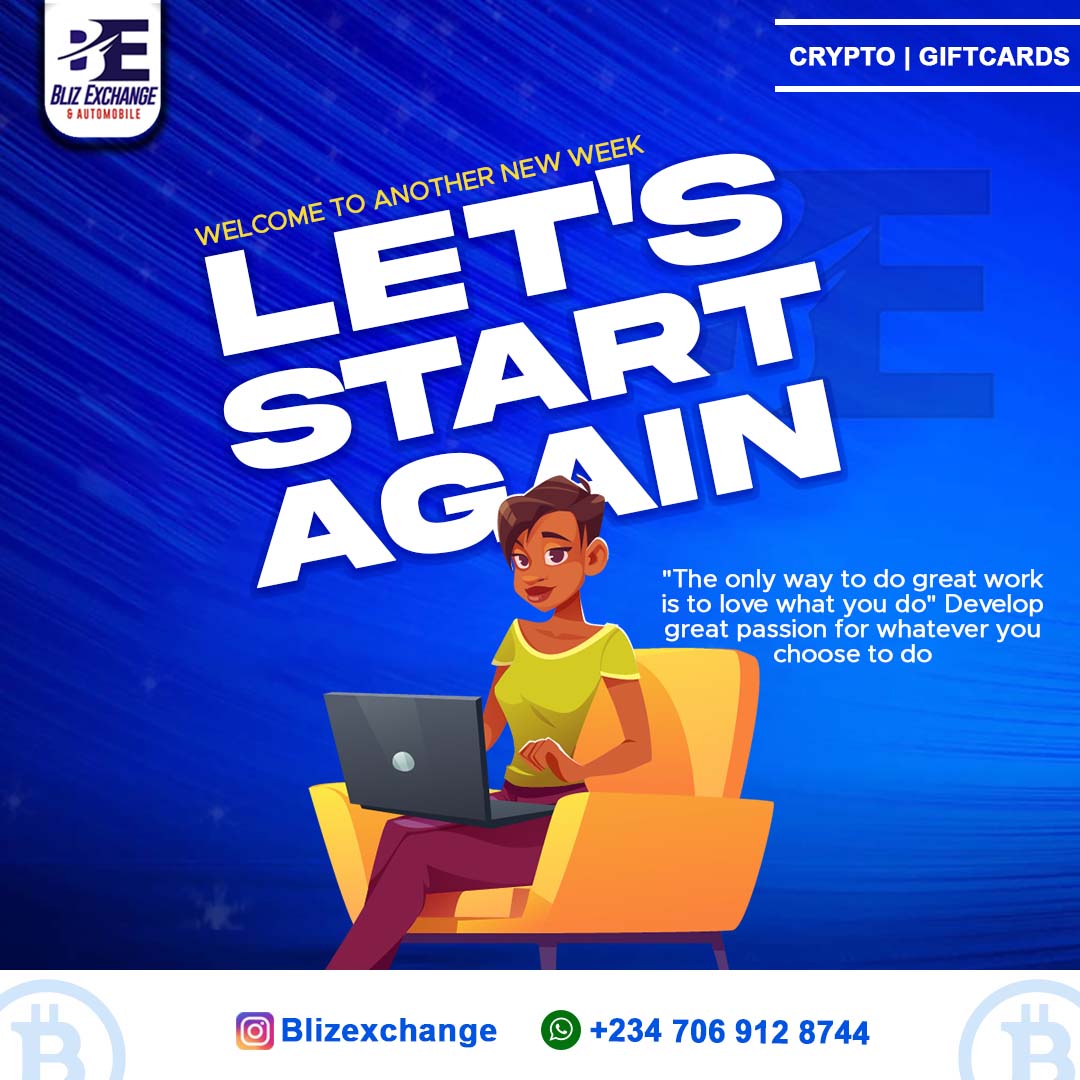 BE
BLIZ EXCHANGE
& AUTOMOBILE
CRYPTO | GIFTCARDS
WELCOME TO ANOTHER NEW WEEK
LET'S
START
AGAIN
BE
"The only way to do great work
is to love what you do" Develop
great passion for whatever you
choose to do
Blizexchange
+234 706 912 8744